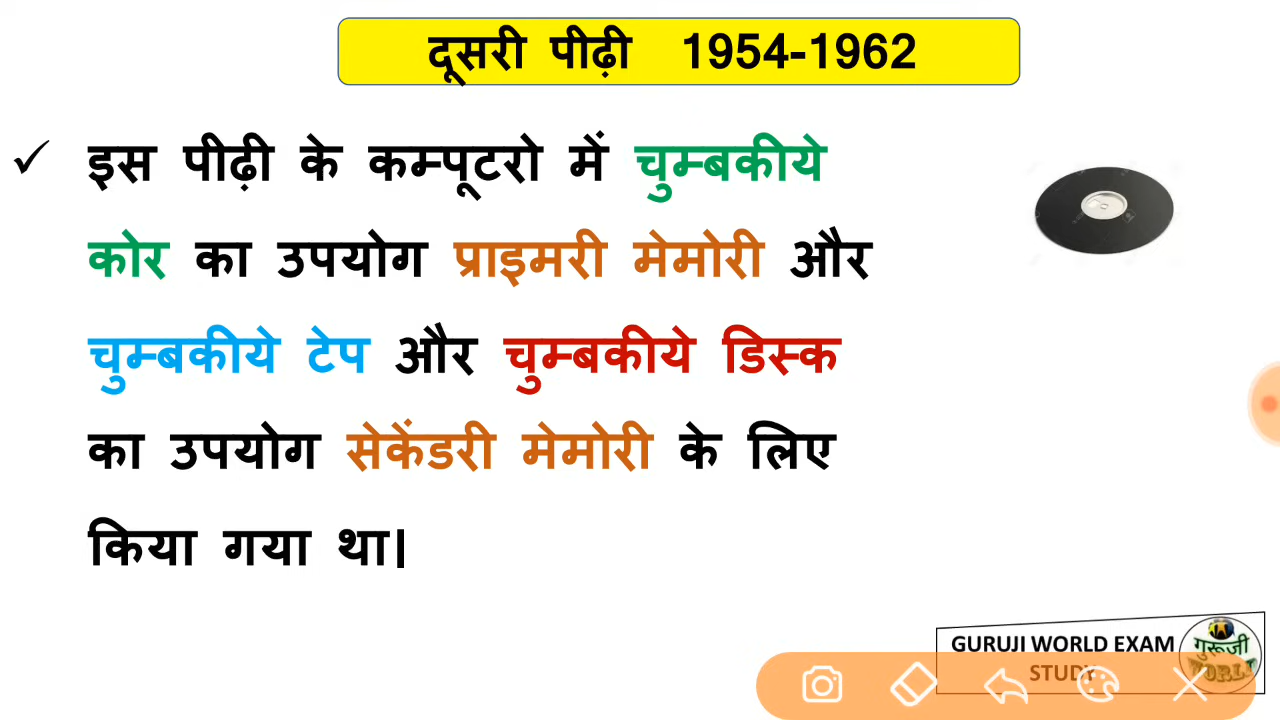 दूसरी पीढ़ी 1954-1962
✓ इस पीढ़ी के कम्पूटरो में चुम्बकीये
कोर का उपयोग प्राइमरी मेमोरी और
चुम्बकीये टेप और चुम्बकीये डिस्क
का उपयोग सेकेंडरी मेमोरी के लिए
किया गया था।
GURUJI WORLD EXAM
STUDY
गुरूजी
WORLD